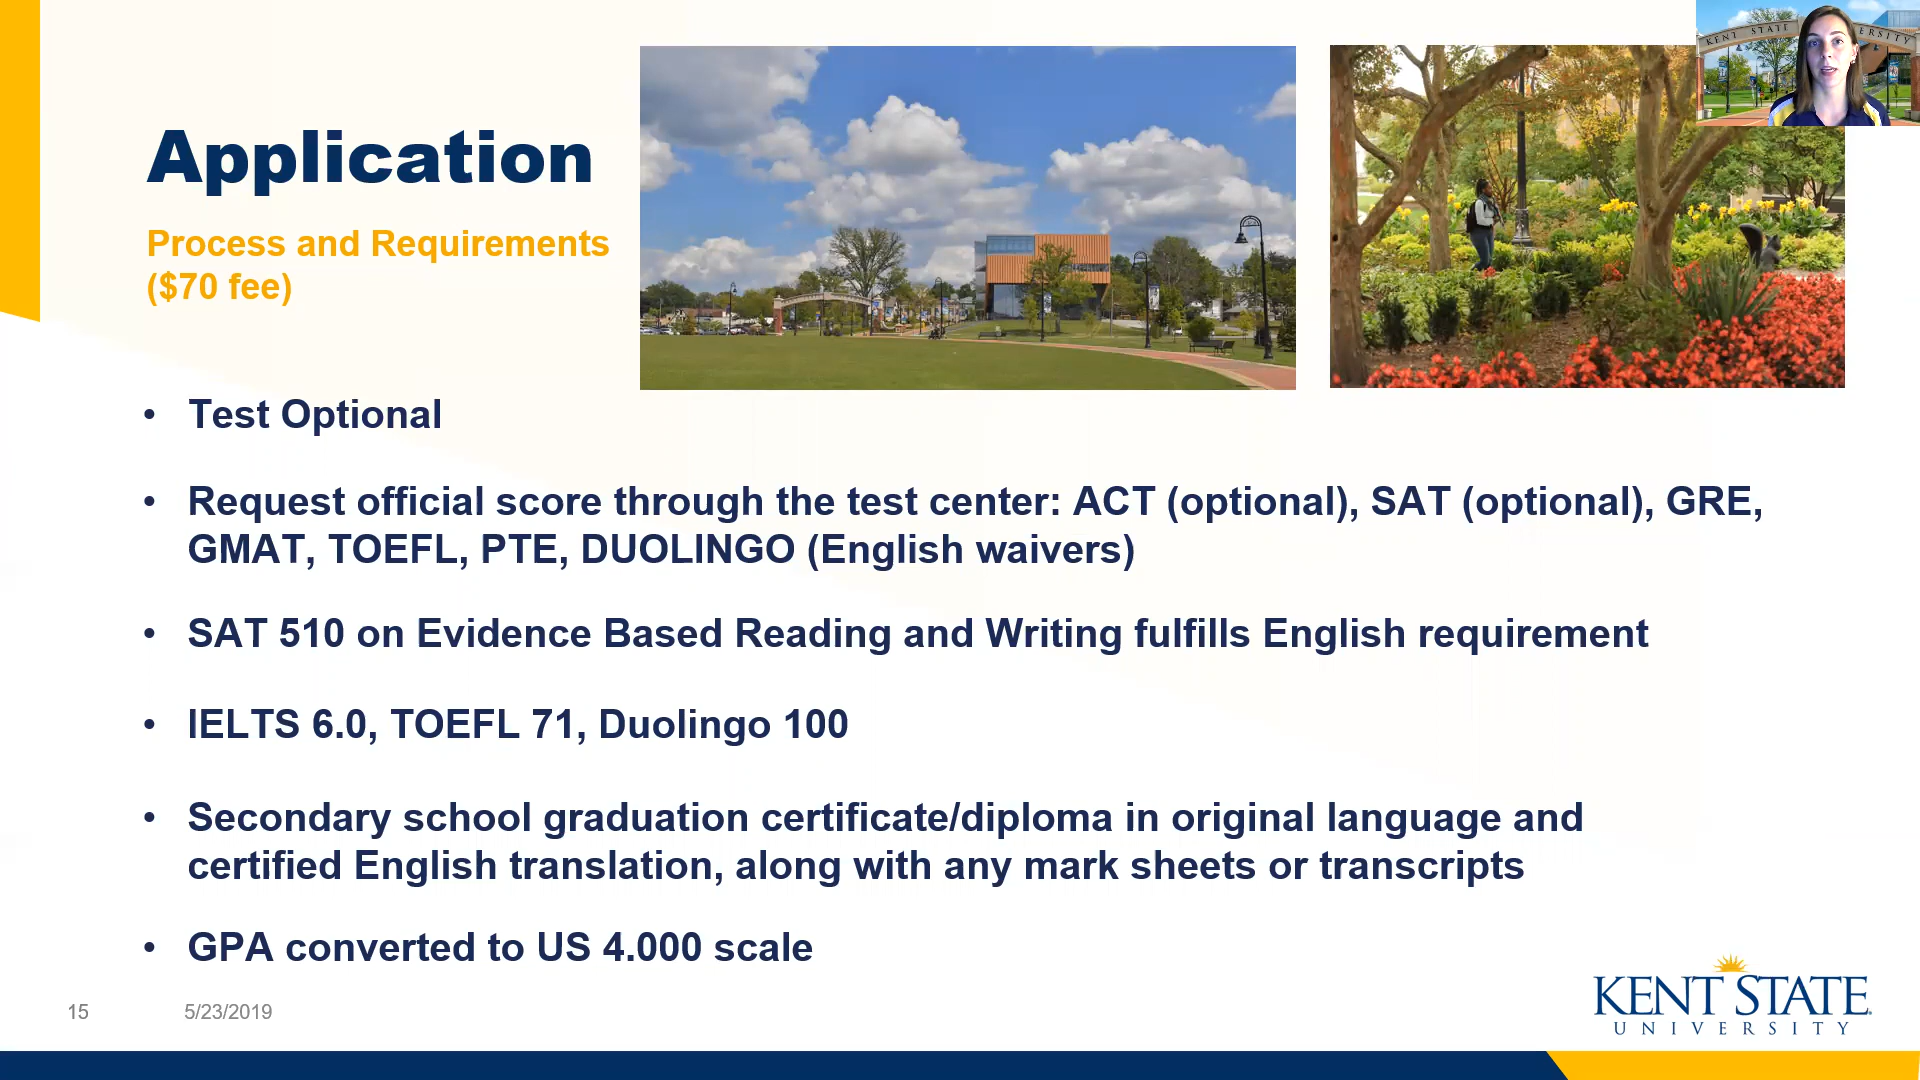 KENT STATE UNIVERSITY
Application
Process and Requirements
($70 fee)
• Test Optional
• Request official score through the test center: ACT (optional), SAT (optional), GRE,
GMAT, TOEFL, PTE, DUOLINGO (English waivers)
• SAT 510 on Evidence Based Reading and Writing fulfills English requirement
• IELTS 6.0, TOEFL 71, Duolingo 100
• Secondary school graduation certificate/diploma in original language and
certified English translation, along with any mark sheets or transcripts
• GPA converted to US 4.000 scale
15 5/23/2019
KENT STATE
UNIVERSITY